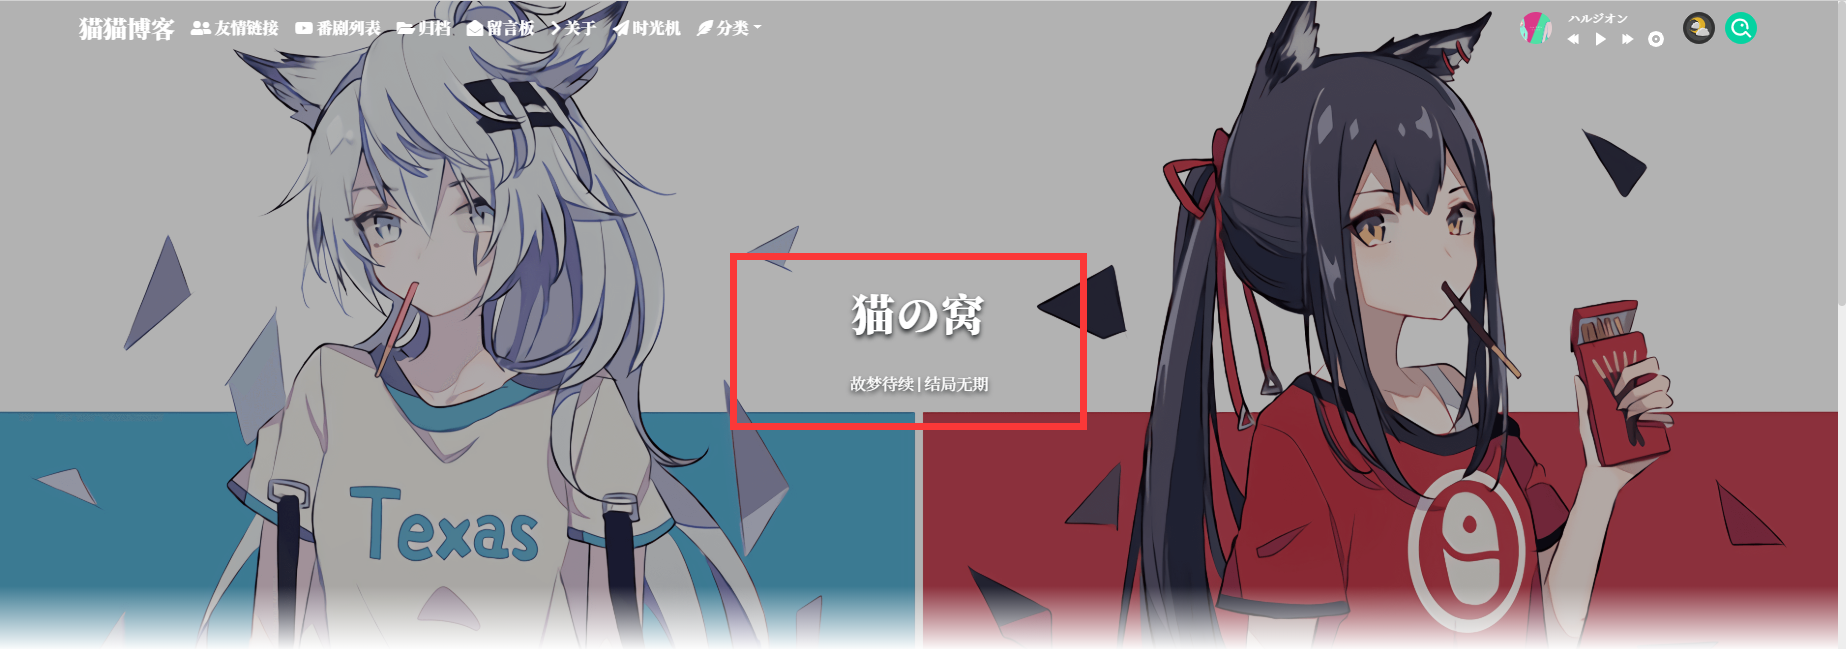 猫猫博客 友情链接 番剧列表 归档 留言板 关于 时光机 分类
ハルジオン
猫の窝
故梦待续 | 结局无期
Texas